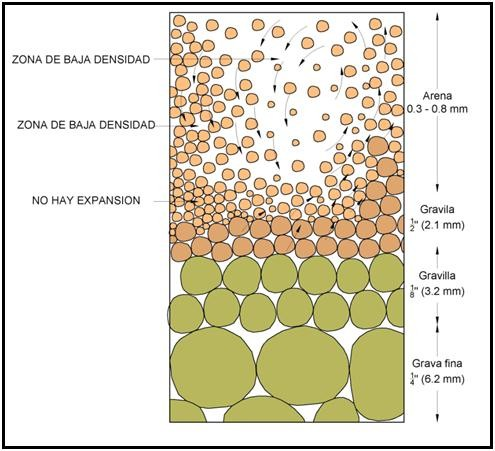 ZONA DE BAJA DENSIDAD
ZONA DE BAJA DENSIDAD
NO HAY EXPANSION
Arena
0.3 - 0.8 mm
Gravila
1/2" (2.1 mm)
Gravilla
1/8" (3.2 mm)
Grava fina
1/4" (6.2 mm)